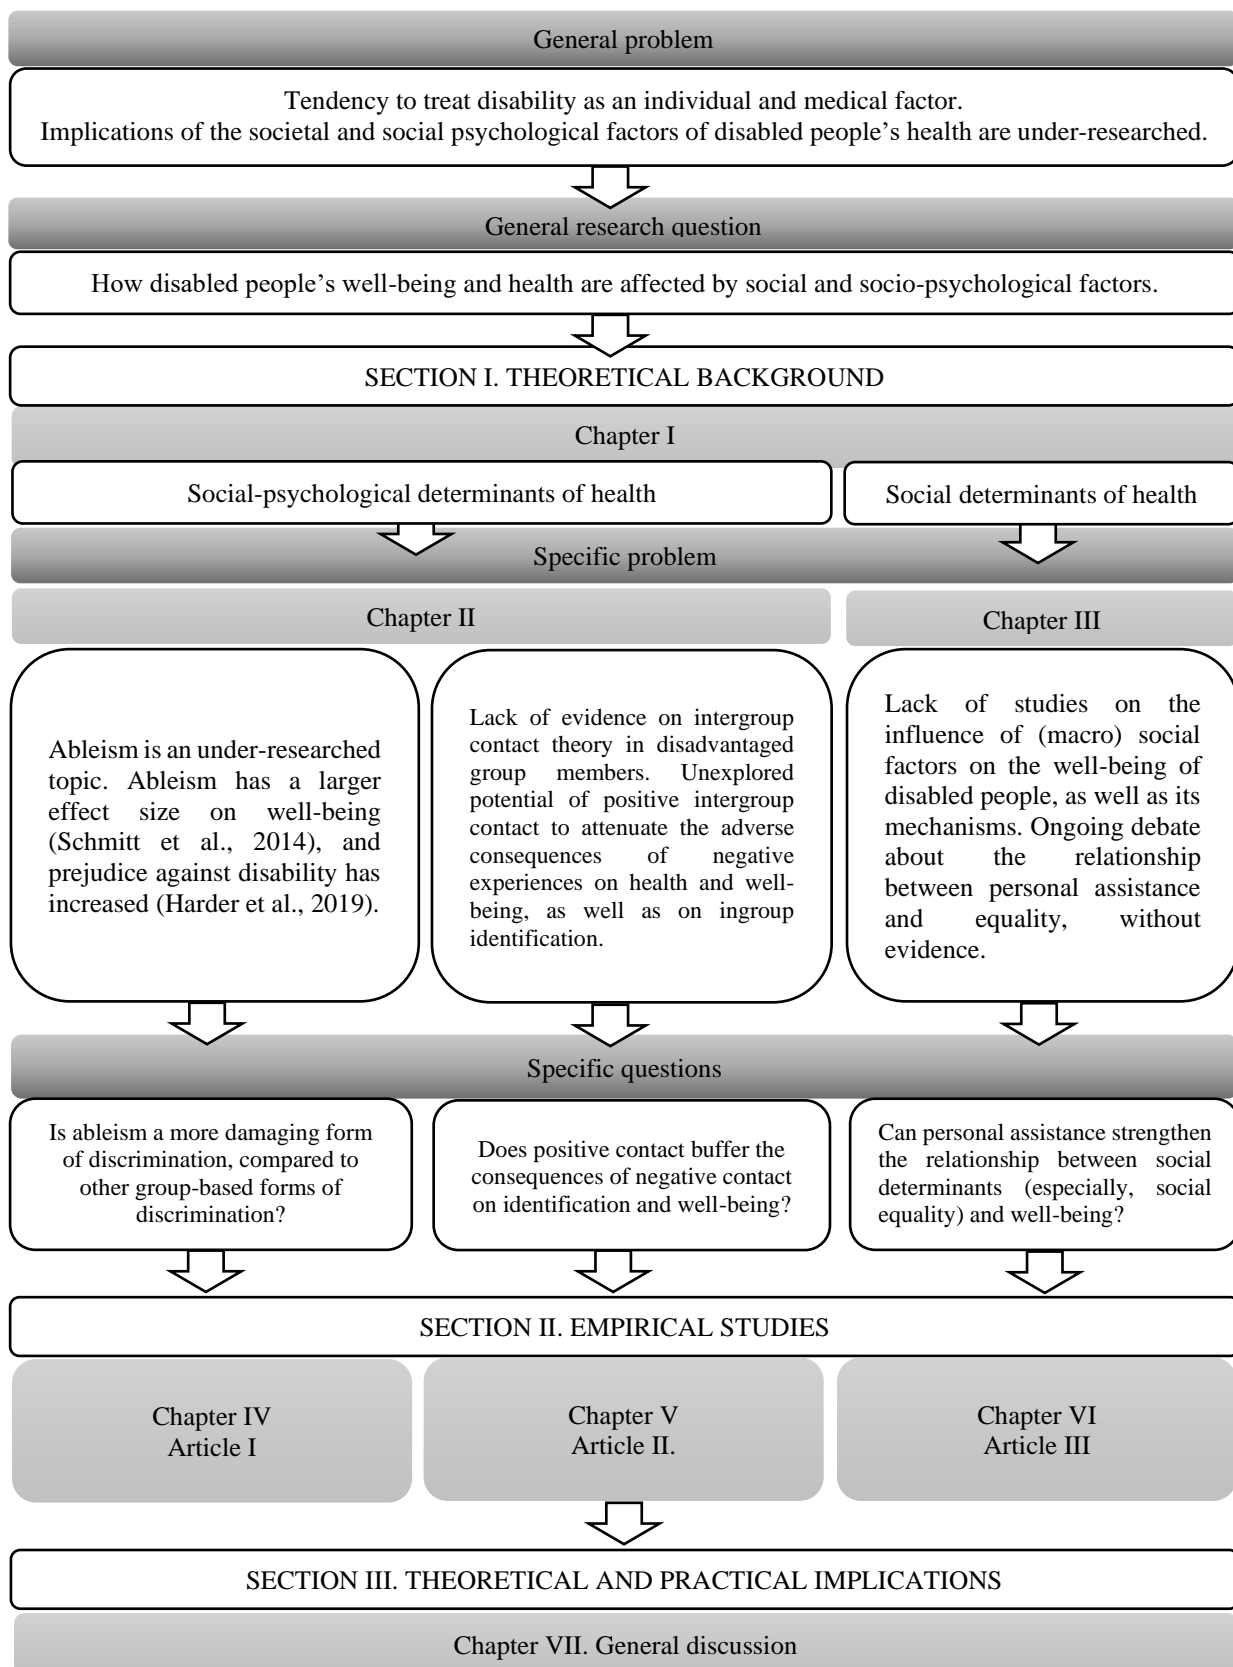 General problem
Tendency to treat disability as an individual and medical factor.
Implications of the societal and social psychological factors of disabled people’s health are under-researched.
General research question
How disabled people’s well-being and health are affected by social and socio-psychological factors.
SECTION I. THEORETICAL BACKGROUND
Chapter I
Social-psychological determinants of health
Social determinants of health
Specific problem
Chapter II
Chapter III
Ableism is an under-researched
topic. Ableism has a larger
effect size on well-being
(Schmitt et al., 2014), and
prejudice against disability has
increased (Harder et al., 2019).
Lack of evidence on intergroup
contact theory in disadvantaged
group members. Unexplored
potential of positive intergroup
contact to attenuate the adverse
consequences of negative
experiences on health and well-
being, as well as on ingroup
identification.
Lack of studies on the
influence of (macro) social
factors on the well-being of
disabled people, as well as its
mechanisms. Ongoing debate
about the relationship
between personal assistance
and equality, without
evidence.
Specific questions
Is ableism a more damaging form
of discrimination, compared to
other group-based forms of
discrimination?
Does positive contact buffer the
consequences of negative contact
on identification and well-being?
Can personal assistance strengthen
the relationship between social
determinants (especially, social
equality) and well-being?
SECTION II. EMPIRICAL STUDIES
Chapter IV
Article I
Chapter V
Article II.
Chapter VI
Article III
SECTION III. THEORETICAL AND PRACTICAL IMPLICATIONS
Chapter VII. General discussion